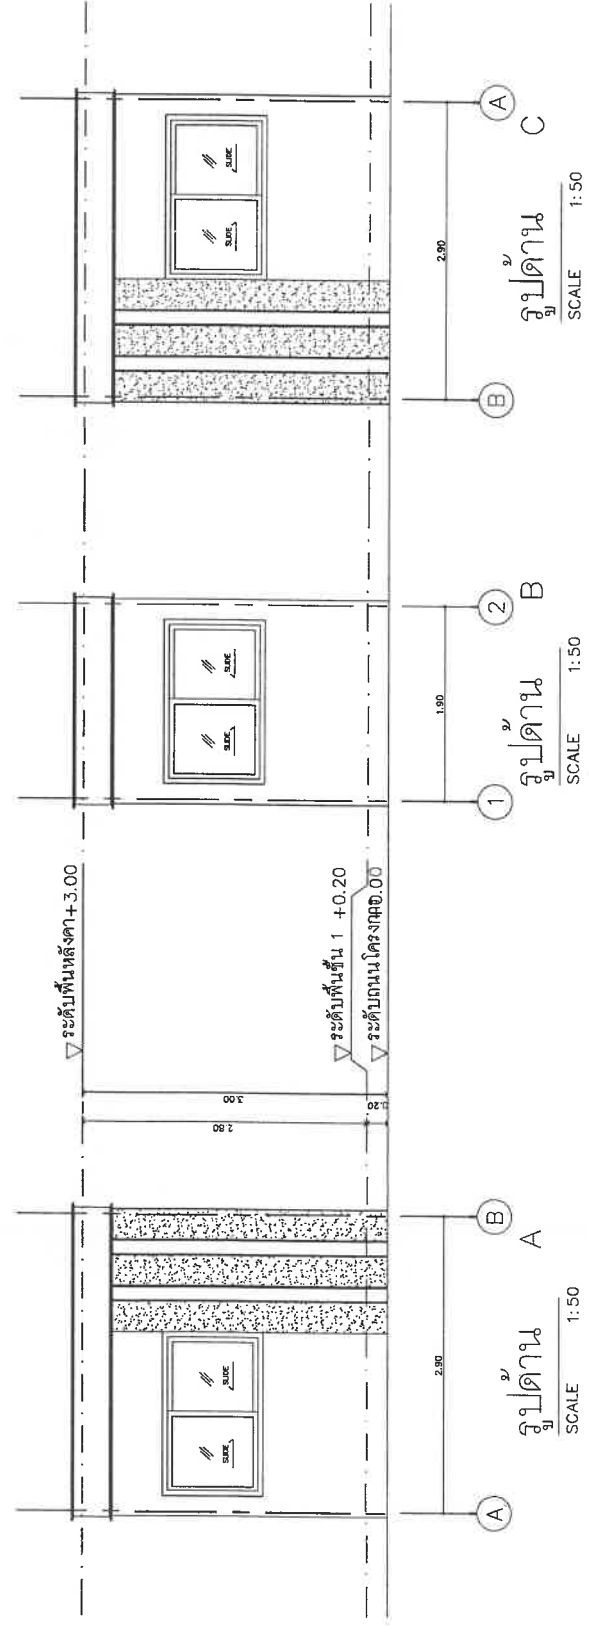 SLIDE
SLIDE
2.90
A
B
รูปด้าน A
SCALE 1:50
ระดับพื้นหลังคา+3.00
ระดับพื้นชั้น 1 +0.20
ระดับถนนโครงการ +0.00
3.00
2.80
0.20
SLIDE
SLIDE
1.90
1
2
รูปด้าน B
SCALE 1:50
SLIDE
SLIDE
2.90
B
A
รูปด้าน C
SCALE 1:50